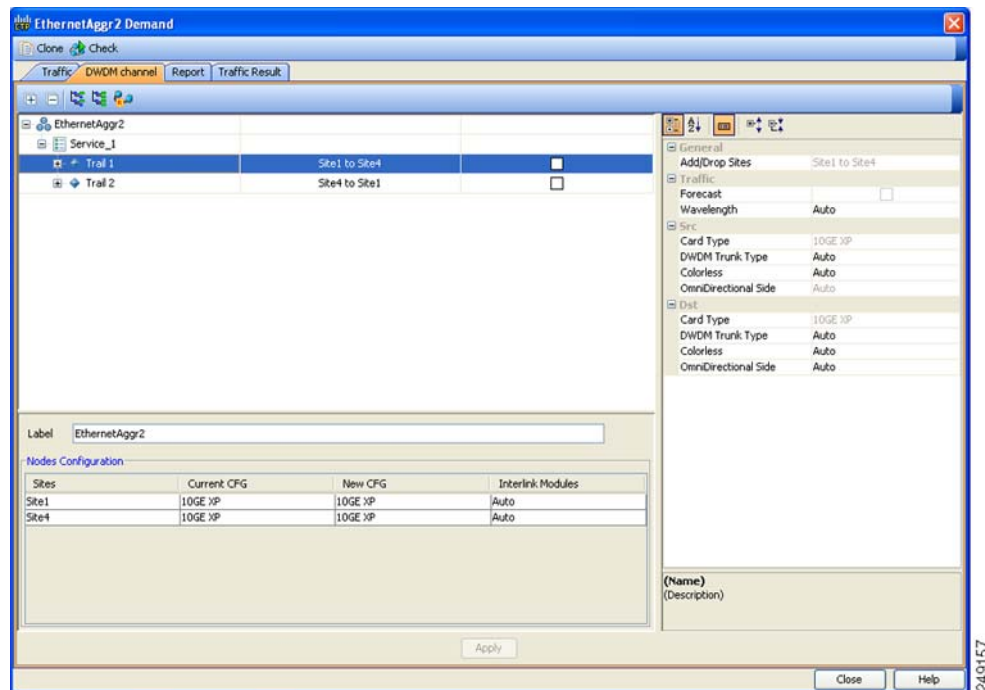 EthernetAggr2 Demand
Clone Check
Traffic DWDM channel Report Traffic Result
EthernetAggr2
Service_1
Trail 1 Site1 to Site4
Trail 2 Site4 to Site1
General
Add/Drop Sites Site1 to Site4
Traffic
Forecast
Wavelength Auto
Src
Card Type 10GE XP
DWDM Trunk Type Auto
Colorless Auto
OmniDirectional Side Auto
Dst
Card Type 10GE XP
DWDM Trunk Type Auto
Colorless Auto
OmniDirectional Side Auto
Label EthernetAggr2
Nodes Configuration
Sites Current CFG New CFG Interlink Modules
Site1 10GE XP 10GE XP Auto
Site4 10GE XP 10GE XP Auto
(Name)
(Description)
Apply
Close Help
249157